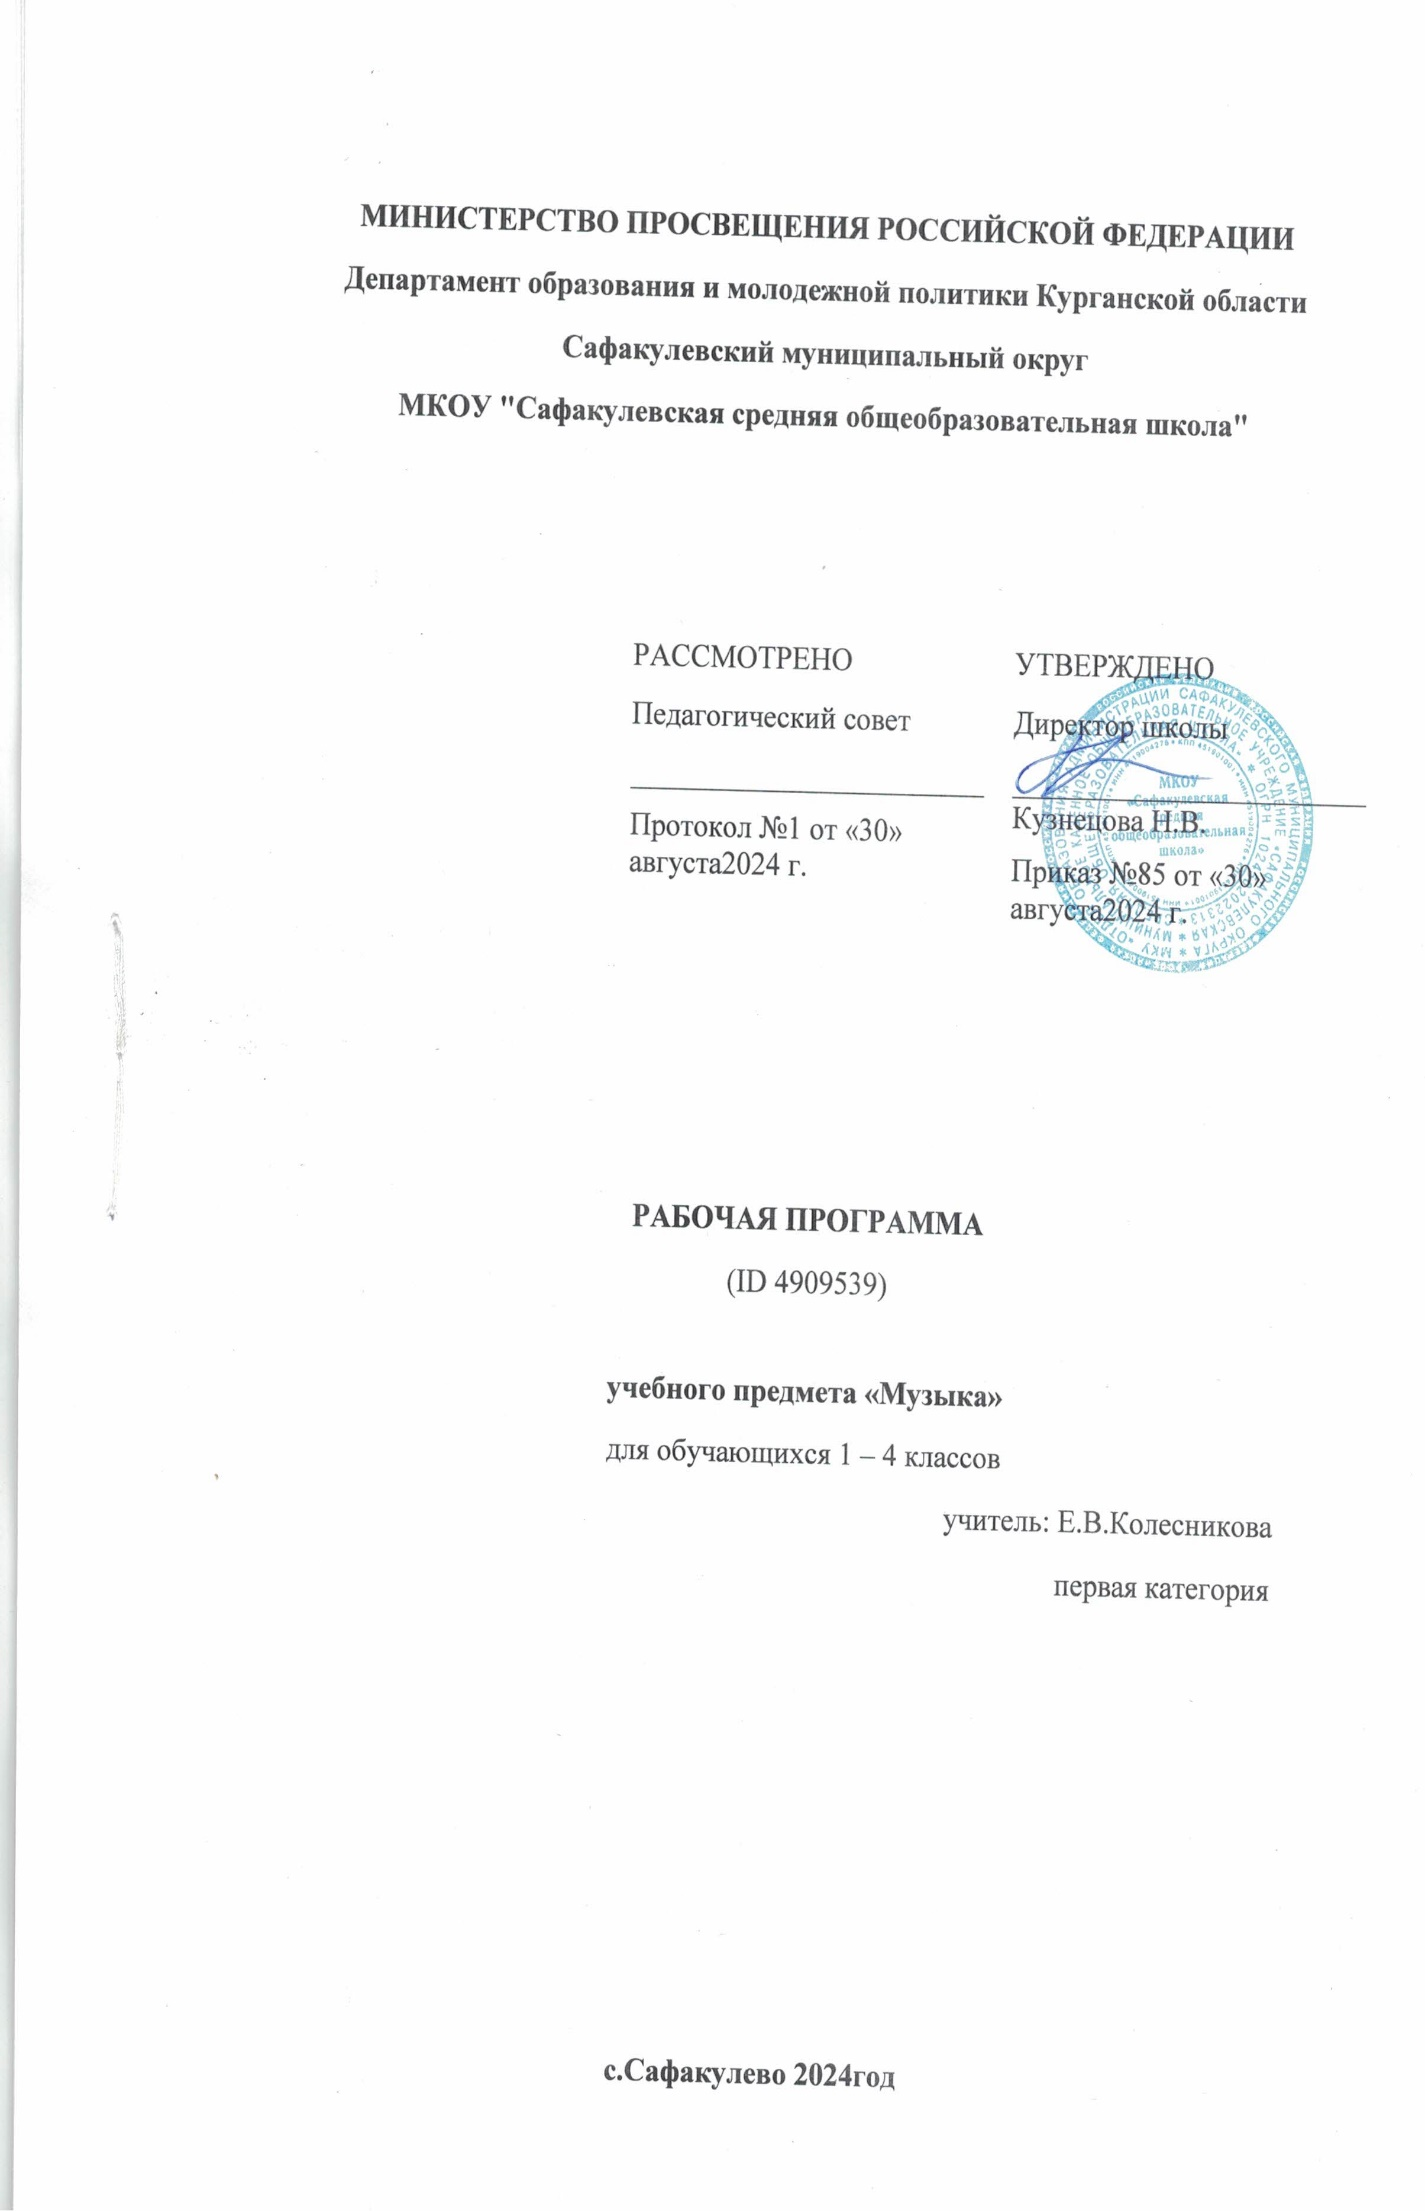 МИНИСТЕРСТВО ПРОСВЕЩЕНИЯ РОССИЙСКОЙ ФЕДЕРАЦИИ
Департамент образования и молодежной политики Курганской области
Сафакулевский муниципальный округ
МКОУ "Сафакулевская средняя общеобразовательная школа"
РАССМОТРЕНО
Педагогический совет
Протокол №1 от «30»
августа2024 г.
УТВЕРЖДЕНО
Директор школы
Кузнецова Н.В.
Приказ №85 от «30»
августа2024 г.
МКОУ
«Сафакулевская
средняя
общеобразовательная
школа»
РАБОЧАЯ ПРОГРАММА
(ID 4909539)
учебного предмета «Музыка»
для обучающихся 1 – 4 классов
учитель: Е.В.Колесникова
первая категория
с.Сафакулево 2024год